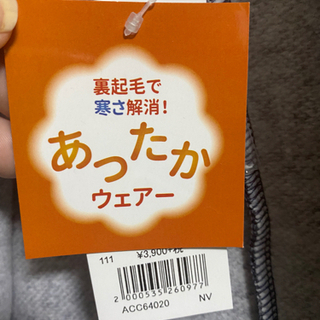 裏起毛で
寒さ解消!
あったか
ウェアー
111 ¥3,900+税
2000535260977
ACC64020 NV